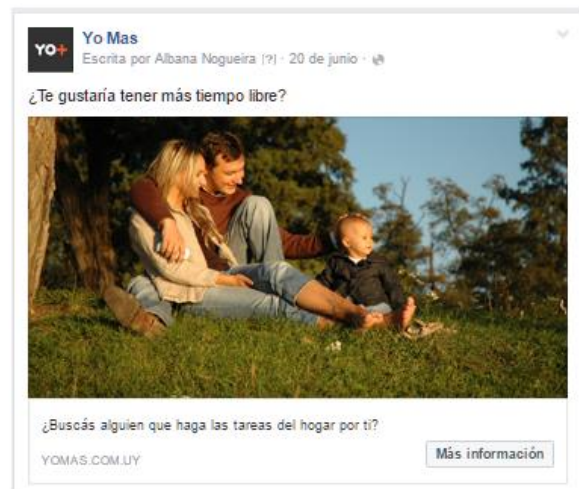 YO+
Yo Mas
Escrita por Albana Nogueira [?] · 20 de junio ·
¿Te gustaría tener más tiempo libre?
¿Buscás alguien que haga las tareas del hogar por ti?
YOMAS.COM.UY
Más información